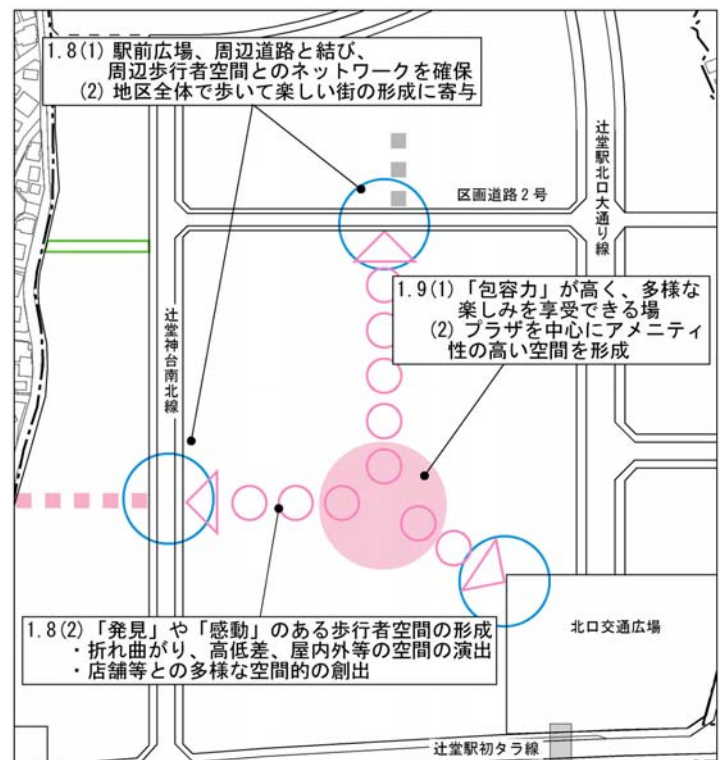 1.8(1) 駅前広場、周辺道路と結び、
周辺歩行者空間とのネットワークを確保
(2) 地区全体で歩いて楽しい街の形成に寄与
区画道路2号
辻堂駅北口大通り線
1.9(1)「包容力」が高く、多様な
楽しみを享受できる場
(2) プラザを中心にアメニティ
性の高い空間を形成
辻堂神台南北線
1.8(2)「発見」や「感動」のある歩行者空間の形成
・折れ曲がり、高低差、屋内外等の空間の演出
・店舗等との多様な空間的の創出
北口交通広場
辻堂駅初タラ線